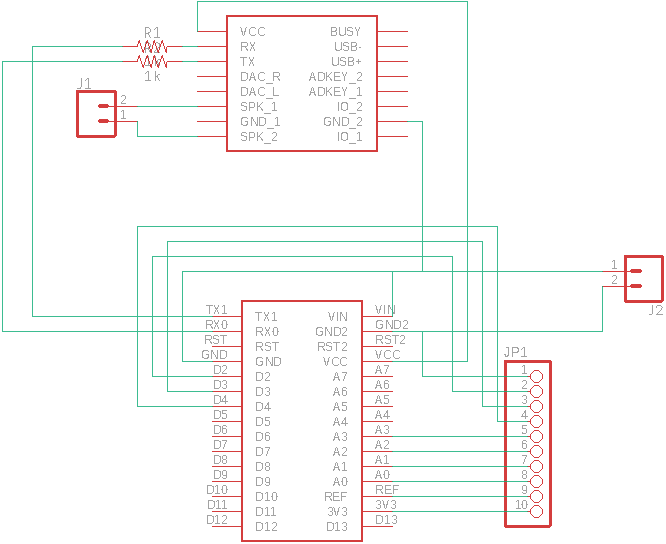 R1
R2
1k
VCC BUSY
RX USB-
TX USB+
DAC_R ADKEY_2
DAC_L ADKEY_1
SPK_1 IO_2
GND_1 GND_2
SPK_2 IO_1
J1
2
1
1
2
J2
TX1 TX1 VIN VIN
RX0 RX0 GND2 GND2
RST RST RST2 RST2
GND GND VCC VCC
D2 D2 A7 A7
D3 D3 A6 A6
D4 D4 A5 A5
D5 D5 A4 A4
D6 D6 A3 A3
D7 D7 A2 A2
D8 D8 A1 A1
D9 D9 A0 A0
D10 D10 REF REF
D11 D11 3V3 3V3
D12 D12 D13 D13
JP1
1
2
3
4
5
6
7
8
9
10